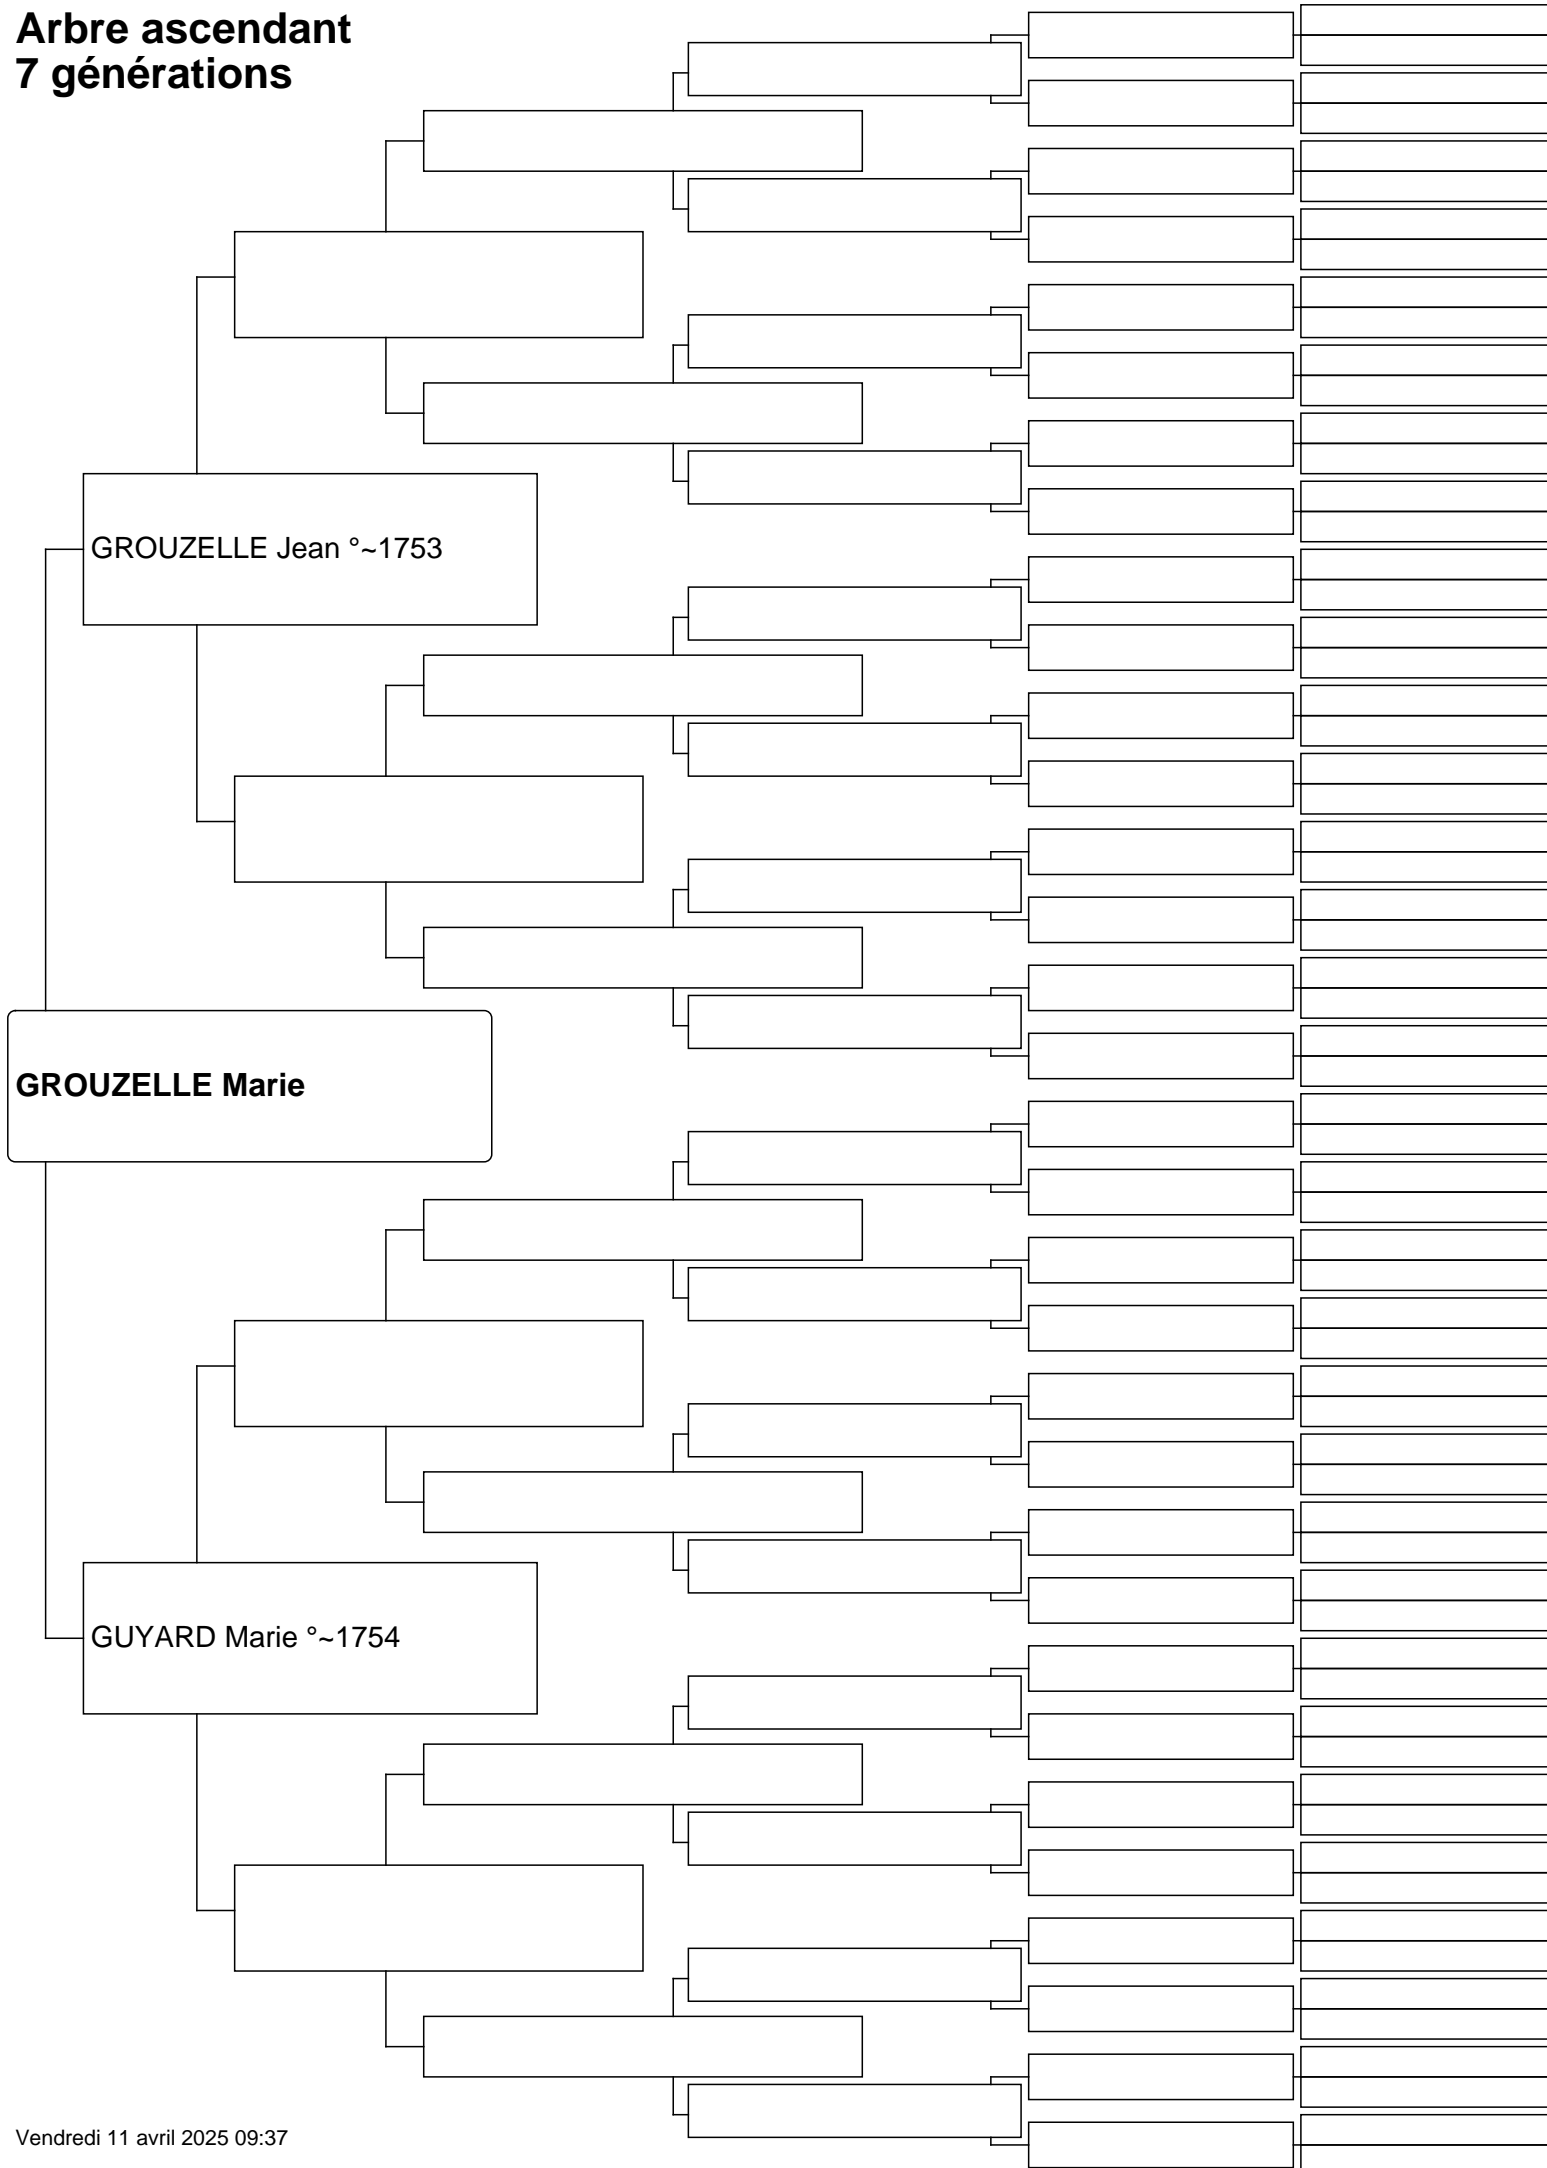 Arbre ascendant
7 générations
GROUZELLE Jean °~1753
GROUZELLE Marie
GUYARD Marie °~1754
Vendredi 11 avril 2025 09:37